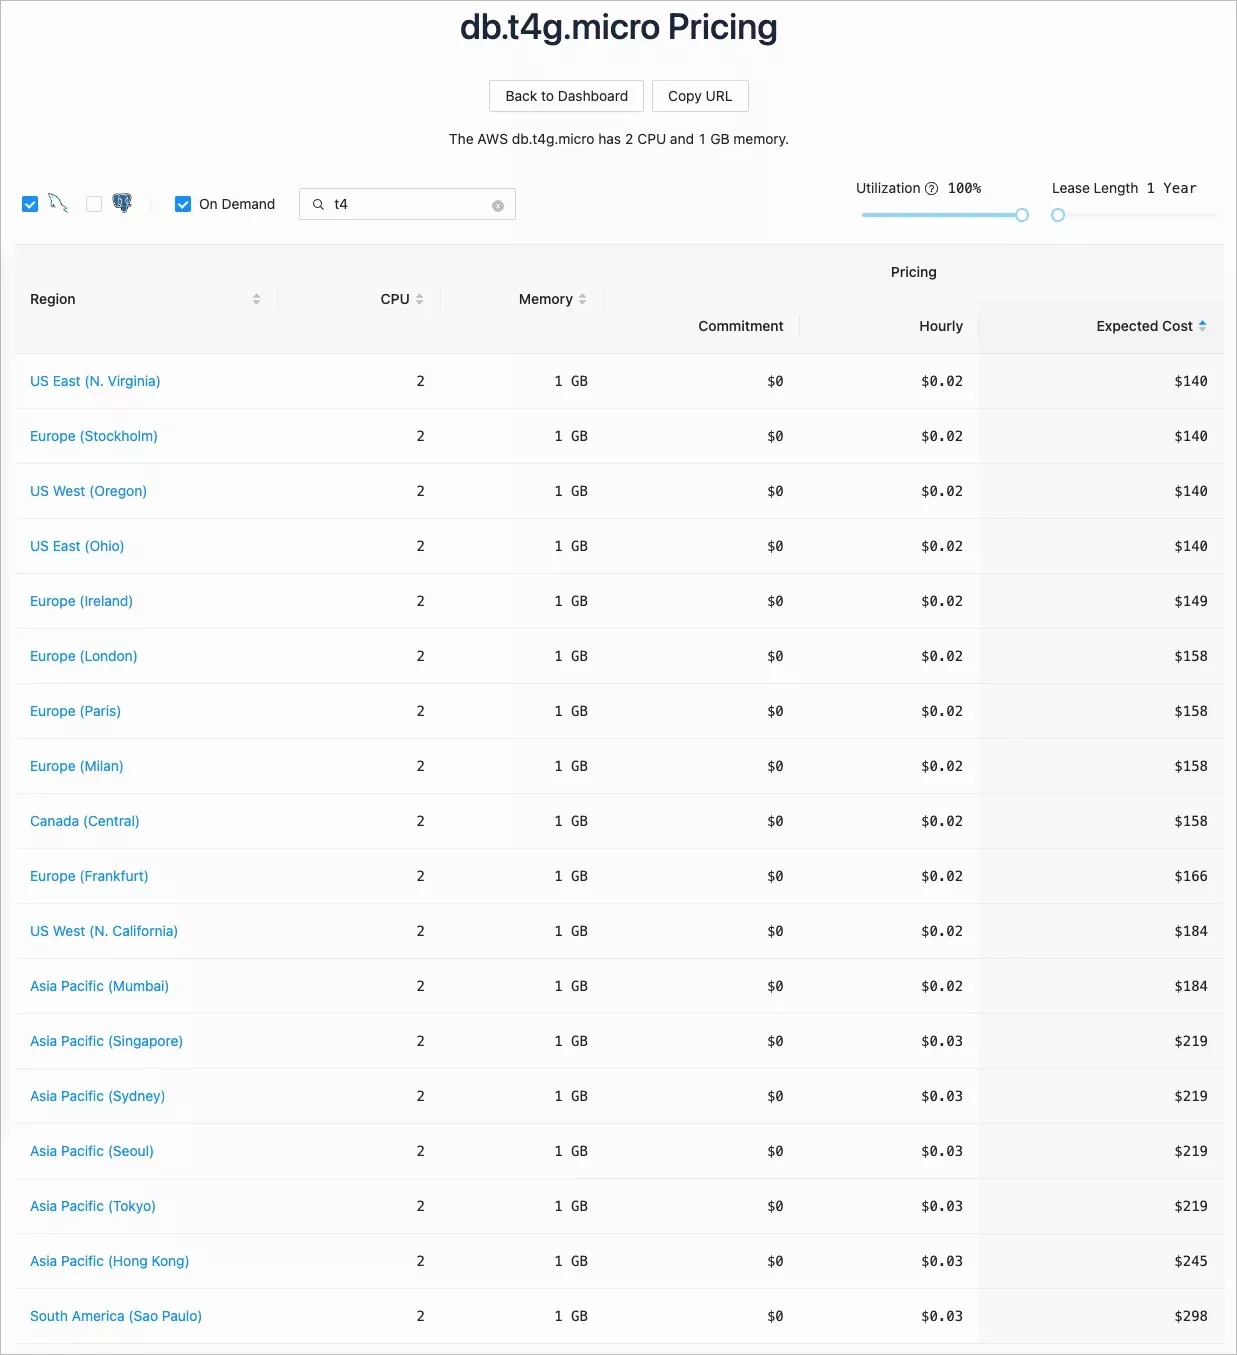 db.t4g.micro Pricing
Back to Dashboard Copy URL
The AWS db.t4g.micro has 2 CPU and 1 GB memory.
Utilization ? 100% Lease Length 1 Year
On Demand t4
Pricing
Region CPU Memory
Commitment Hourly Expected Cost
US East (N. Virginia) 2 1 GB $0 $0.02 $140
Europe (Stockholm) 2 1 GB $0 $0.02 $140
US West (Oregon) 2 1 GB $0 $0.02 $140
US East (Ohio) 2 1 GB $0 $0.02 $140
Europe (Ireland) 2 1 GB $0 $0.02 $149
Europe (London) 2 1 GB $0 $0.02 $158
Europe (Paris) 2 1 GB $0 $0.02 $158
Europe (Milan) 2 1 GB $0 $0.02 $158
Canada (Central) 2 1 GB $0 $0.02 $158
Europe (Frankfurt) 2 1 GB $0 $0.02 $166
US West (N. California) 2 1 GB $0 $0.02 $184
Asia Pacific (Mumbai) 2 1 GB $0 $0.02 $184
Asia Pacific (Singapore) 2 1 GB $0 $0.03 $219
Asia Pacific (Sydney) 2 1 GB $0 $0.03 $219
Asia Pacific (Seoul) 2 1 GB $0 $0.03 $219
Asia Pacific (Tokyo) 2 1 GB $0 $0.03 $219
Asia Pacific (Hong Kong) 2 1 GB $0 $0.03 $245
South America (Sao Paulo) 2 1 GB $0 $0.03 $298